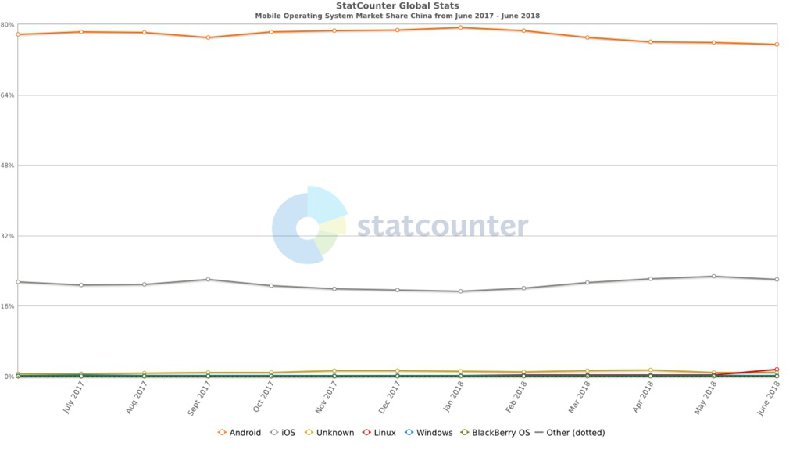 StatCounter Global Stats
Mobile Operating System Market Share China from June 2017 - June 2018
80%
64%
48%
32%
16%
0%
statcounter
July 2017
Aug 2017
Sept 2017
Oct 2017
Nov 2017
Dec 2017
Jan 2018
Feb 2018
Mar 2018
Apr 2018
May 2018
June 2018
Android iOS Unknown Linux Windows BlackBerry OS Other (dotted)